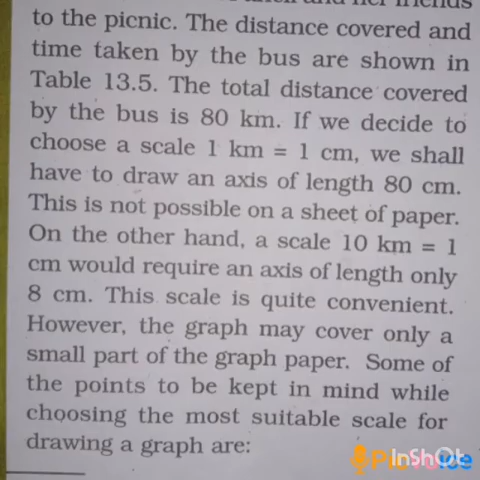 and her friends
to the picnic. The distance covered and
time taken by the bus are shown in
Table 13.5. The total distance covered
by the bus is 80 km. If we decide to
choose a scale 1 km = 1 cm, we shall
have to draw an axis of length 80 cm.
This is not possible on a sheet of paper.
On the other hand, a scale 10 km = 1
cm would require an axis of length only
8 cm. This scale is quite convenient.
However, the graph may cover only a
small part of the graph paper. Some of
the points to be kept in mind while
choosing the most suitable scale for
drawing a graph are:
InShOt